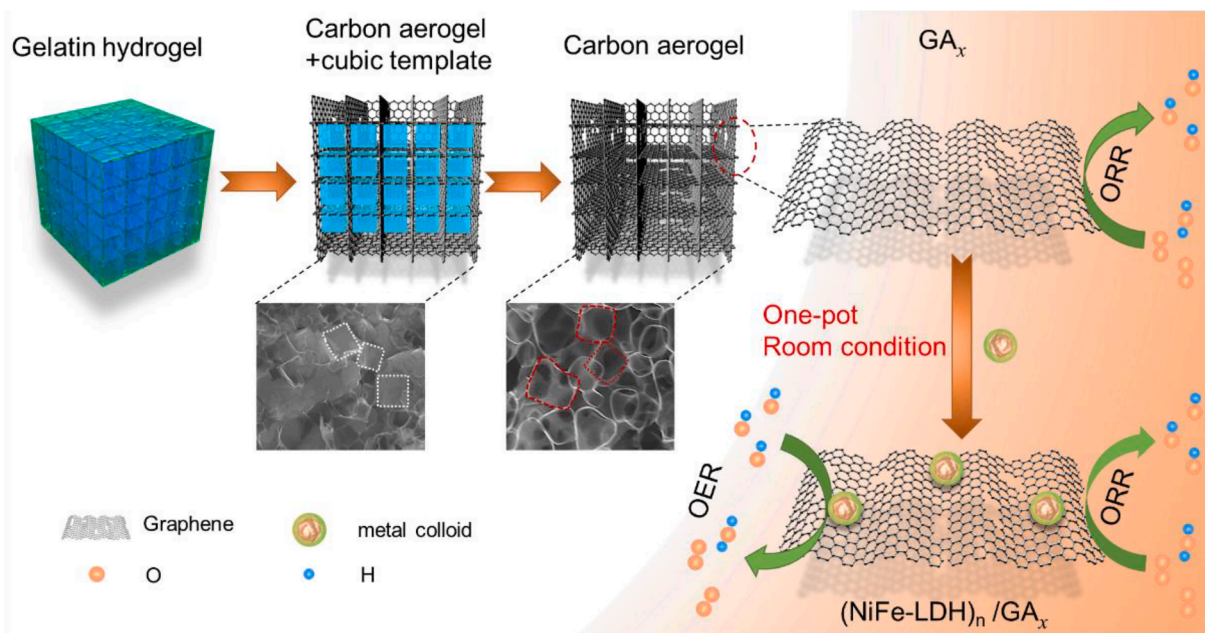 Gelatin hydrogel
Carbon aerogel
+cubic template
Carbon aerogel
GAₓ
ORR
One-pot
Room condition
OER
ORR
(NiFe-LDH)ₙ /GAₓ
Graphene
metal colloid
O
H